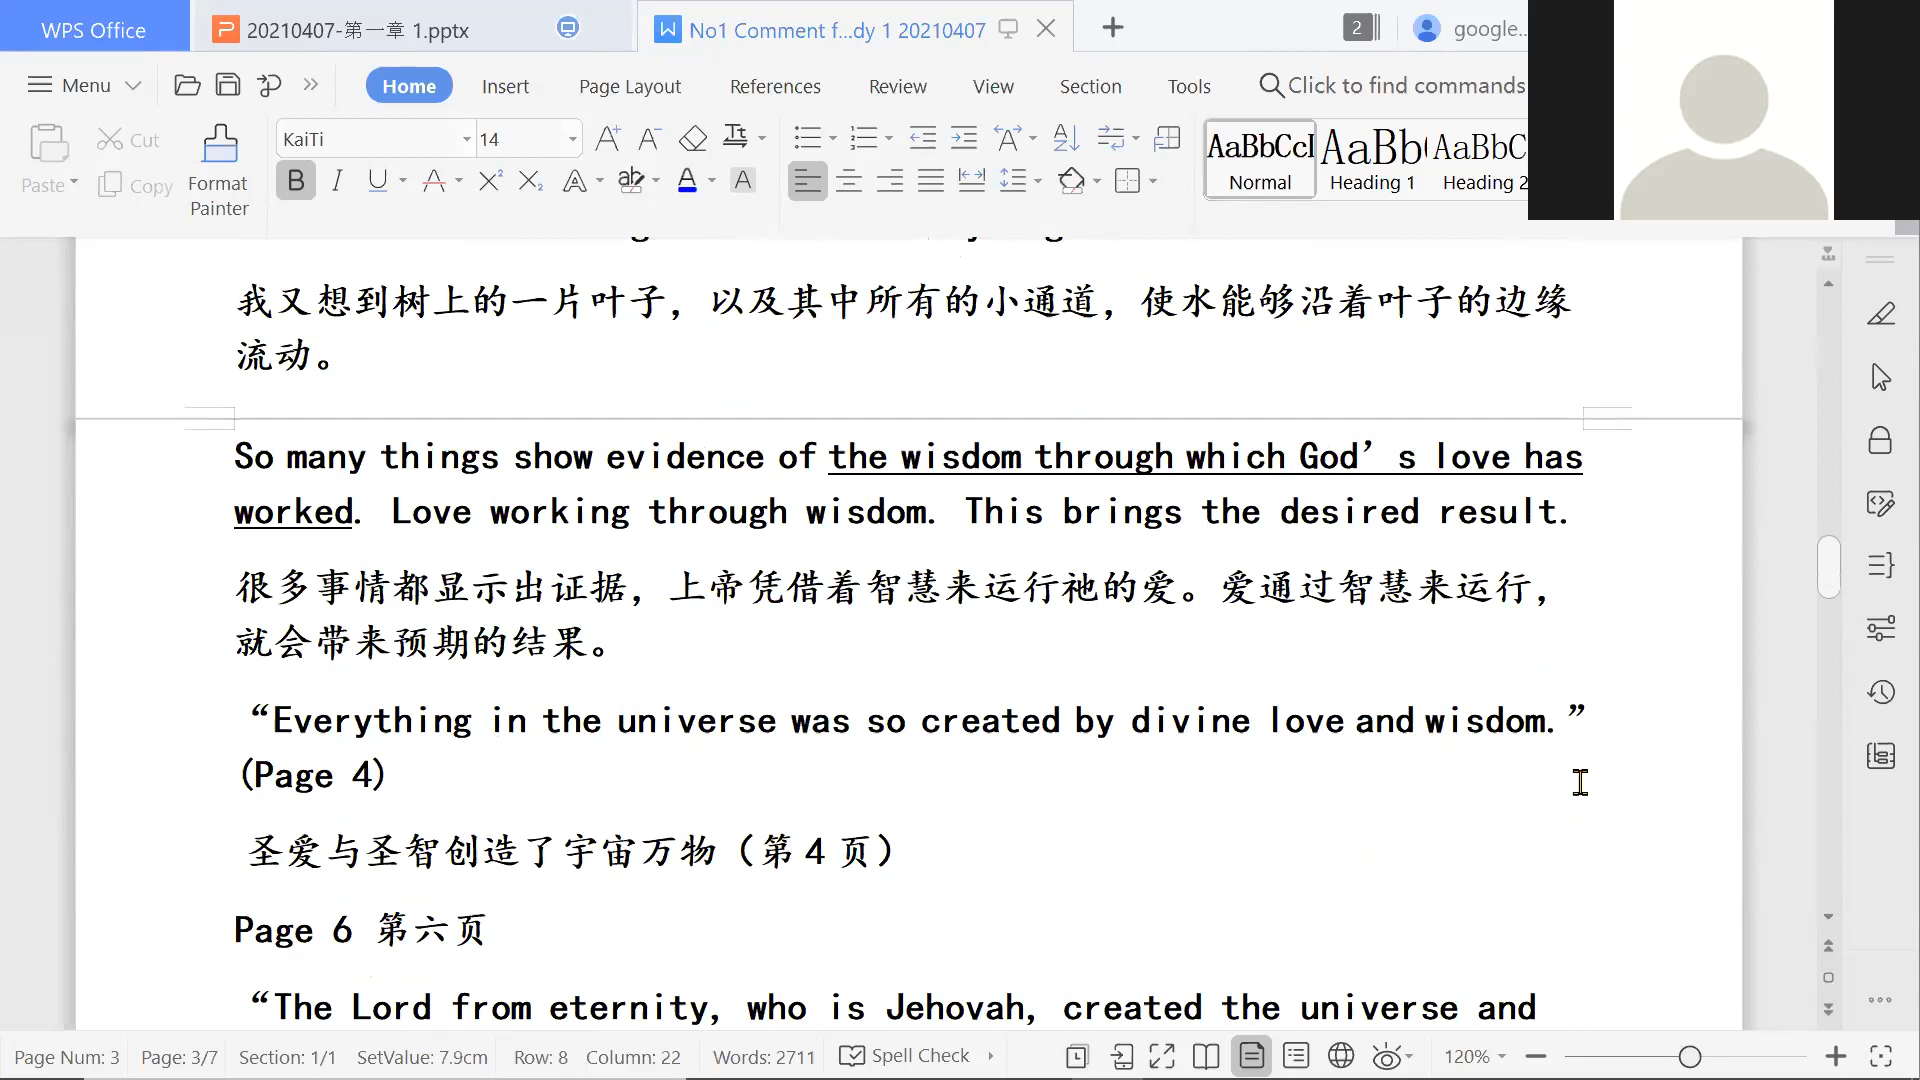 WPS Office
20210407-第一章 1.pptx
No1 Comment f...dy 1 20210407
2
google...
Menu
Home
Insert
Page Layout
References
Review
View
Section
Tools
Click to find commands
Paste
Cut
Copy
Format
Painter
KaiTi
14
AaBbCcI
Normal
AaBb(
Heading 1
AaBbC
Heading 2
我又想到树上的一片叶子，以及其中所有的小通道，使水能够沿着叶子的边缘
流动。
So many things show evidence of the wisdom through which God’s love has
worked. Love working through wisdom. This brings the desired result.
很多事情都显示出证据，上帝凭借着智慧来运行祂的爱。爱通过智慧来运行，
就会带来预期的结果。
“Everything in the universe was so created by divine love and wisdom.”
(Page 4)
圣爱与圣智创造了宇宙万物（第4页）
Page 6 第六页
“The Lord from eternity, who is Jehovah, created the universe and
Page Num: 3
Page: 3/7
Section: 1/1
SetValue: 7.9cm
Row: 8
Column: 22
Words: 2711
Spell Check
120%